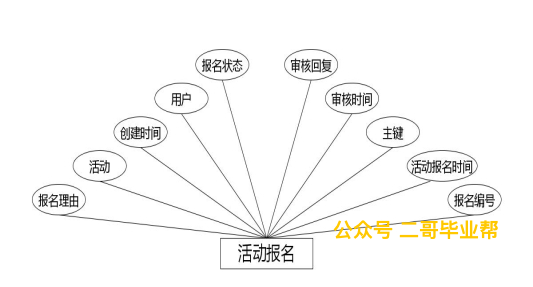 报名状态
审核回复
用户
审核时间
创建时间
主键
活动
活动报名时间
报名理由
报名编号
公众号 二哥毕业帮
活动报名